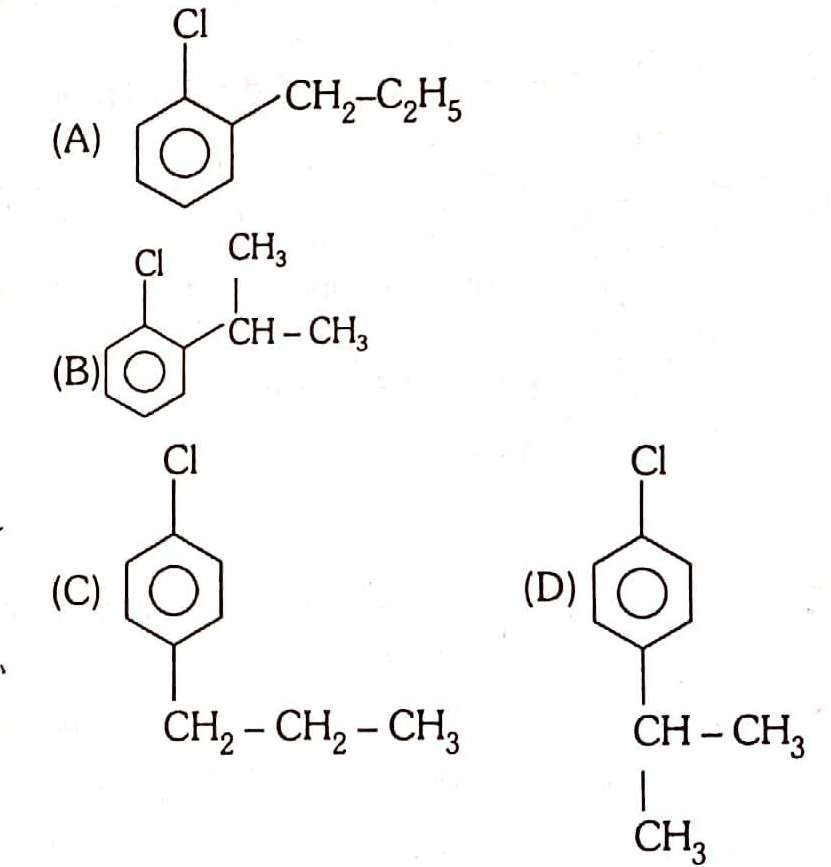 Cl
CH₂–C₂H₅
(A)
CH₃
Cl
CH – CH₃
(B)
Cl
Cl
(C)
(D)
CH₂ – CH₂ – CH₃
CH – CH₃
CH₃